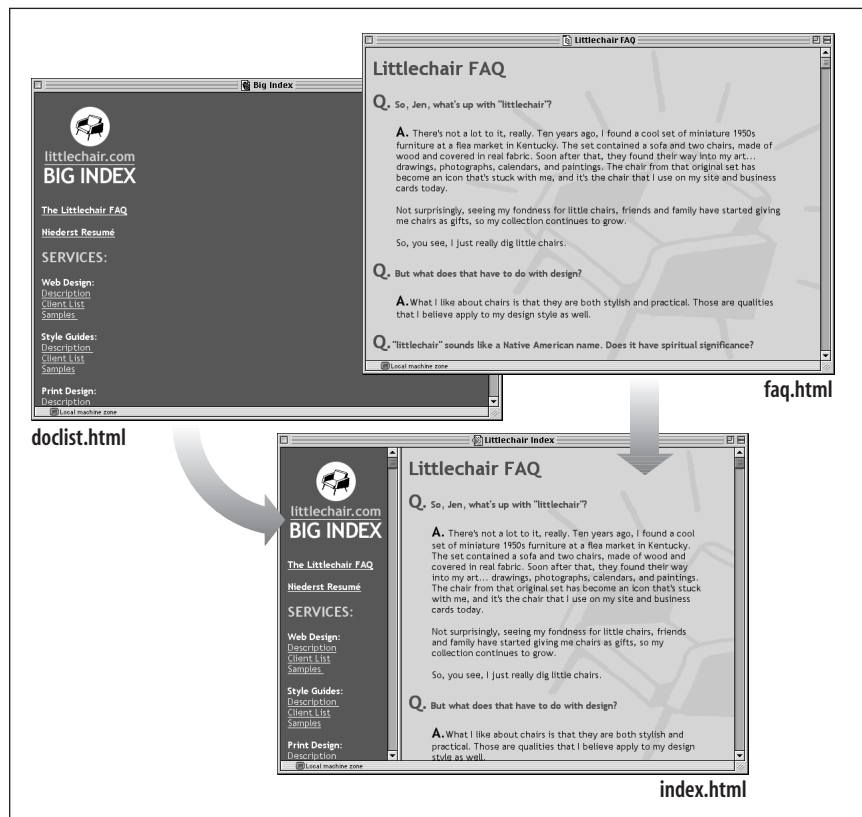 Big Index
littlechair.com
BIG INDEX
The Littlechair FAQ
Niederst Resumé
SERVICES:
Web Design:
Description
Client List
Samples
Style Guides:
Description
Client List
Samples
Print Design:
Description
Local machine zone
doclist.html
Littlechair FAQ
Littlechair FAQ
Q. So, Jen, what's up with "littlechair"?
A. There's not a lot to it, really. Ten years ago, I found a cool set of miniature 1950s
furniture at a flea market in Kentucky. The set contained a sofa and two chairs, made of
wood and covered in real fabric. Soon after that, they found their way into my art...
drawings, photographs, calendars, and paintings. The chair from that original set has
become an icon that's stuck with me, and it's the chair that I use on my site and business
cards today.
Not surprisingly, seeing my fondness for little chairs, friends and family have started giving
me chairs as gifts, so my collection continues to grow.
So, you see, I just really dig little chairs.
Q. But what does that have to do with design?
A. What I like about chairs is that they are both stylish and practical. Those are qualities
that I believe apply to my design style as well.
Q. "littlechair" sounds like a Native American name. Does it have spiritual significance?
Local machine zone
faq.html
Littlechair Index
littlechair.com
BIG INDEX
The Littlechair FAQ
Niederst Resumé
SERVICES:
Web Design:
Description
Client List
Samples
Style Guides:
Description
Client List
Samples
Print Design:
Description
Littlechair FAQ
Q. So, Jen, what's up with "littlechair"?
A. There's not a lot to it, really. Ten years ago, I found a cool
set of miniature 1950s furniture at a flea market in Kentucky.
The set contained a sofa and two chairs, made of wood and
covered in real fabric. Soon after that, they found their way
into my art... drawings, photographs, calendars, and paintings.
The chair from that original set has become an icon that's stuck
with me, and it's the chair that I use on my site and business
cards today.
Not surprisingly, seeing my fondness for little chairs, friends
and family have started giving me chairs as gifts, so my
collection continues to grow.
So, you see, I just really dig little chairs.
Q. But what does that have to do with design?
A. What I like about chairs is that they are both stylish and
practical. Those are qualities that I believe apply to my design
style as well.
Local machine zone
index.html